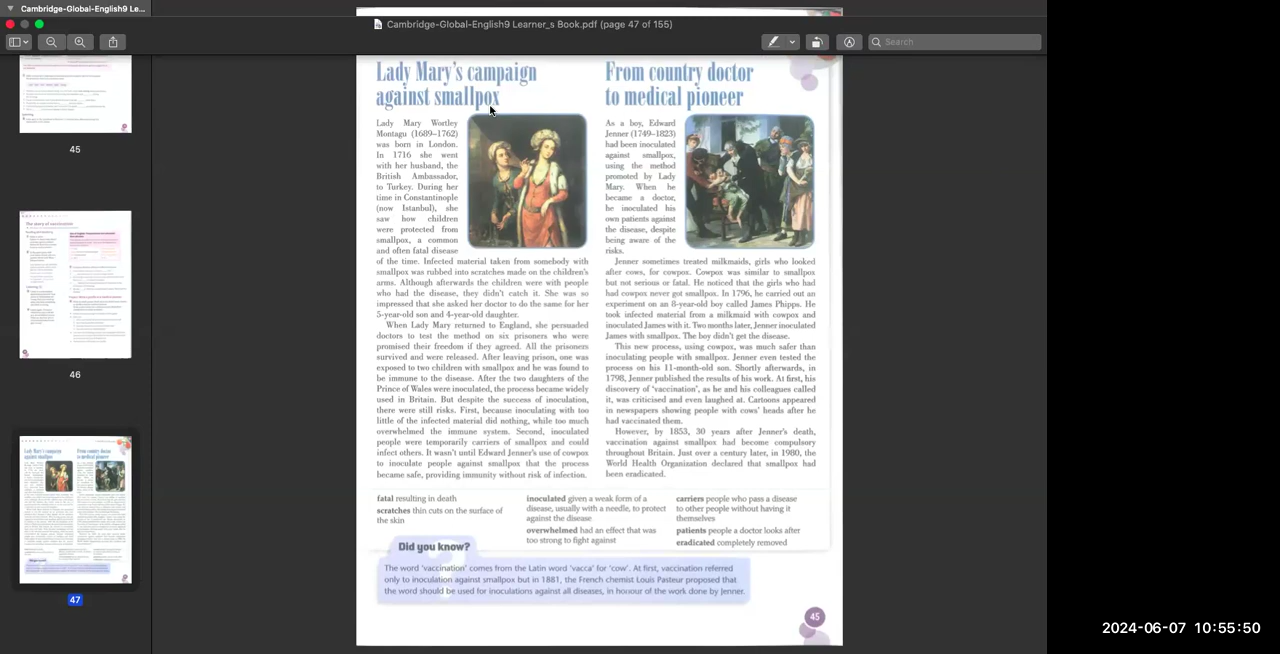 Cambridge-Global-English9 Le...
Cambridge-Global-English9 Learner_s Book.pdf (page 47 of 155)
Search
45
46
47
Lady Mary's campaign
against smallpox
Lady Mary Wortley
Montagu (1689–1762)
was born in London.
In 1716 she went
with her husband, the
British Ambassador,
to Turkey. During her
time in Constantinople
(now Istanbul), she
saw how children
were protected from
smallpox, a common
and often fatal disease
of the time. Infected material taken from somebody with
smallpox was rubbed into scratches made on the children's
arms. Although afterwards the children were with people
who had the disease, they didn't catch it. She was so
impressed that she asked her doctor to do the same for her
5-year-old son and 4-year-old daughter.
When Lady Mary returned to England, she persuaded
doctors to test the method on six prisoners who were
promised their freedom if they agreed. All the prisoners
survived and were released. After leaving prison, one was
exposed to two children with smallpox and he was found to
be immune to the disease. After the two daughters of the
Prince of Wales were inoculated, the process became widely
used in Britain. But despite the success of inoculation,
there were still risks. First, because inoculating with too
little of the infected material did nothing, while too much
overwhelmed the immune system. Second, inoculated
people were temporarily carriers of smallpox and could
infect others. It wasn't until Edward Jenner's use of cowpox
to inoculate people against smallpox that the process
became safe, providing immunity without risk of infection.
From country doctor
to medical pioneer
As a boy, Edward
Jenner (1749–1823)
had been inoculated
against smallpox,
using the method
promoted by Lady
Mary. When he
became a doctor,
he inoculated his
own patients against
the disease, despite
being aware of the
risks.
Jenner sometimes treated milkmaids, girls who looked
after cows, for cowpox. Cowpox was similar to smallpox
but not serious or fatal. He noticed that the girls who had
had cowpox never got smallpox. In 1796, he carried out an
experiment on an 8-year-old boy called James Phipps. He
took infected material from a milkmaid with cowpox and
inoculated James with it. Two months later, Jenner inoculated
James with smallpox. The boy didn't get the disease.
This new process, using cowpox, was much safer than
inoculating people with smallpox. Jenner even tested the
process on his 11-month-old son. Shortly afterwards, in
1798, Jenner published the results of his work. At first, his
discovery of 'vaccination', as he and his colleagues called
it, was criticised and even laughed at. Cartoons appeared
in newspapers showing people with cows' heads after he
had vaccinated them.
However, by 1853, 30 years after Jenner's death,
vaccination against smallpox had become compulsory
throughout Britain. Just over a century later, in 1980, the
World Health Organization declared that smallpox had
been eradicated.
fatal resulting in death
scratches thin cuts on the surface of
the skin
inoculated given a weak form of a
disease, usually with a needle, to protect
against the disease
overwhelmed had an effect that was
too strong to fight against
carriers people who pass a disease
to other people without having it
themselves
patients people a doctor looks after
eradicated completely removed
Did you know?
The word 'vaccination' comes from the Latin word 'vacca' for 'cow'. At first, vaccination referred
only to inoculation against smallpox but in 1881, the French chemist Louis Pasteur proposed that
the word should be used for inoculations against all diseases, in honour of the work done by Jenner.
45
2024-06-07 10:55:50